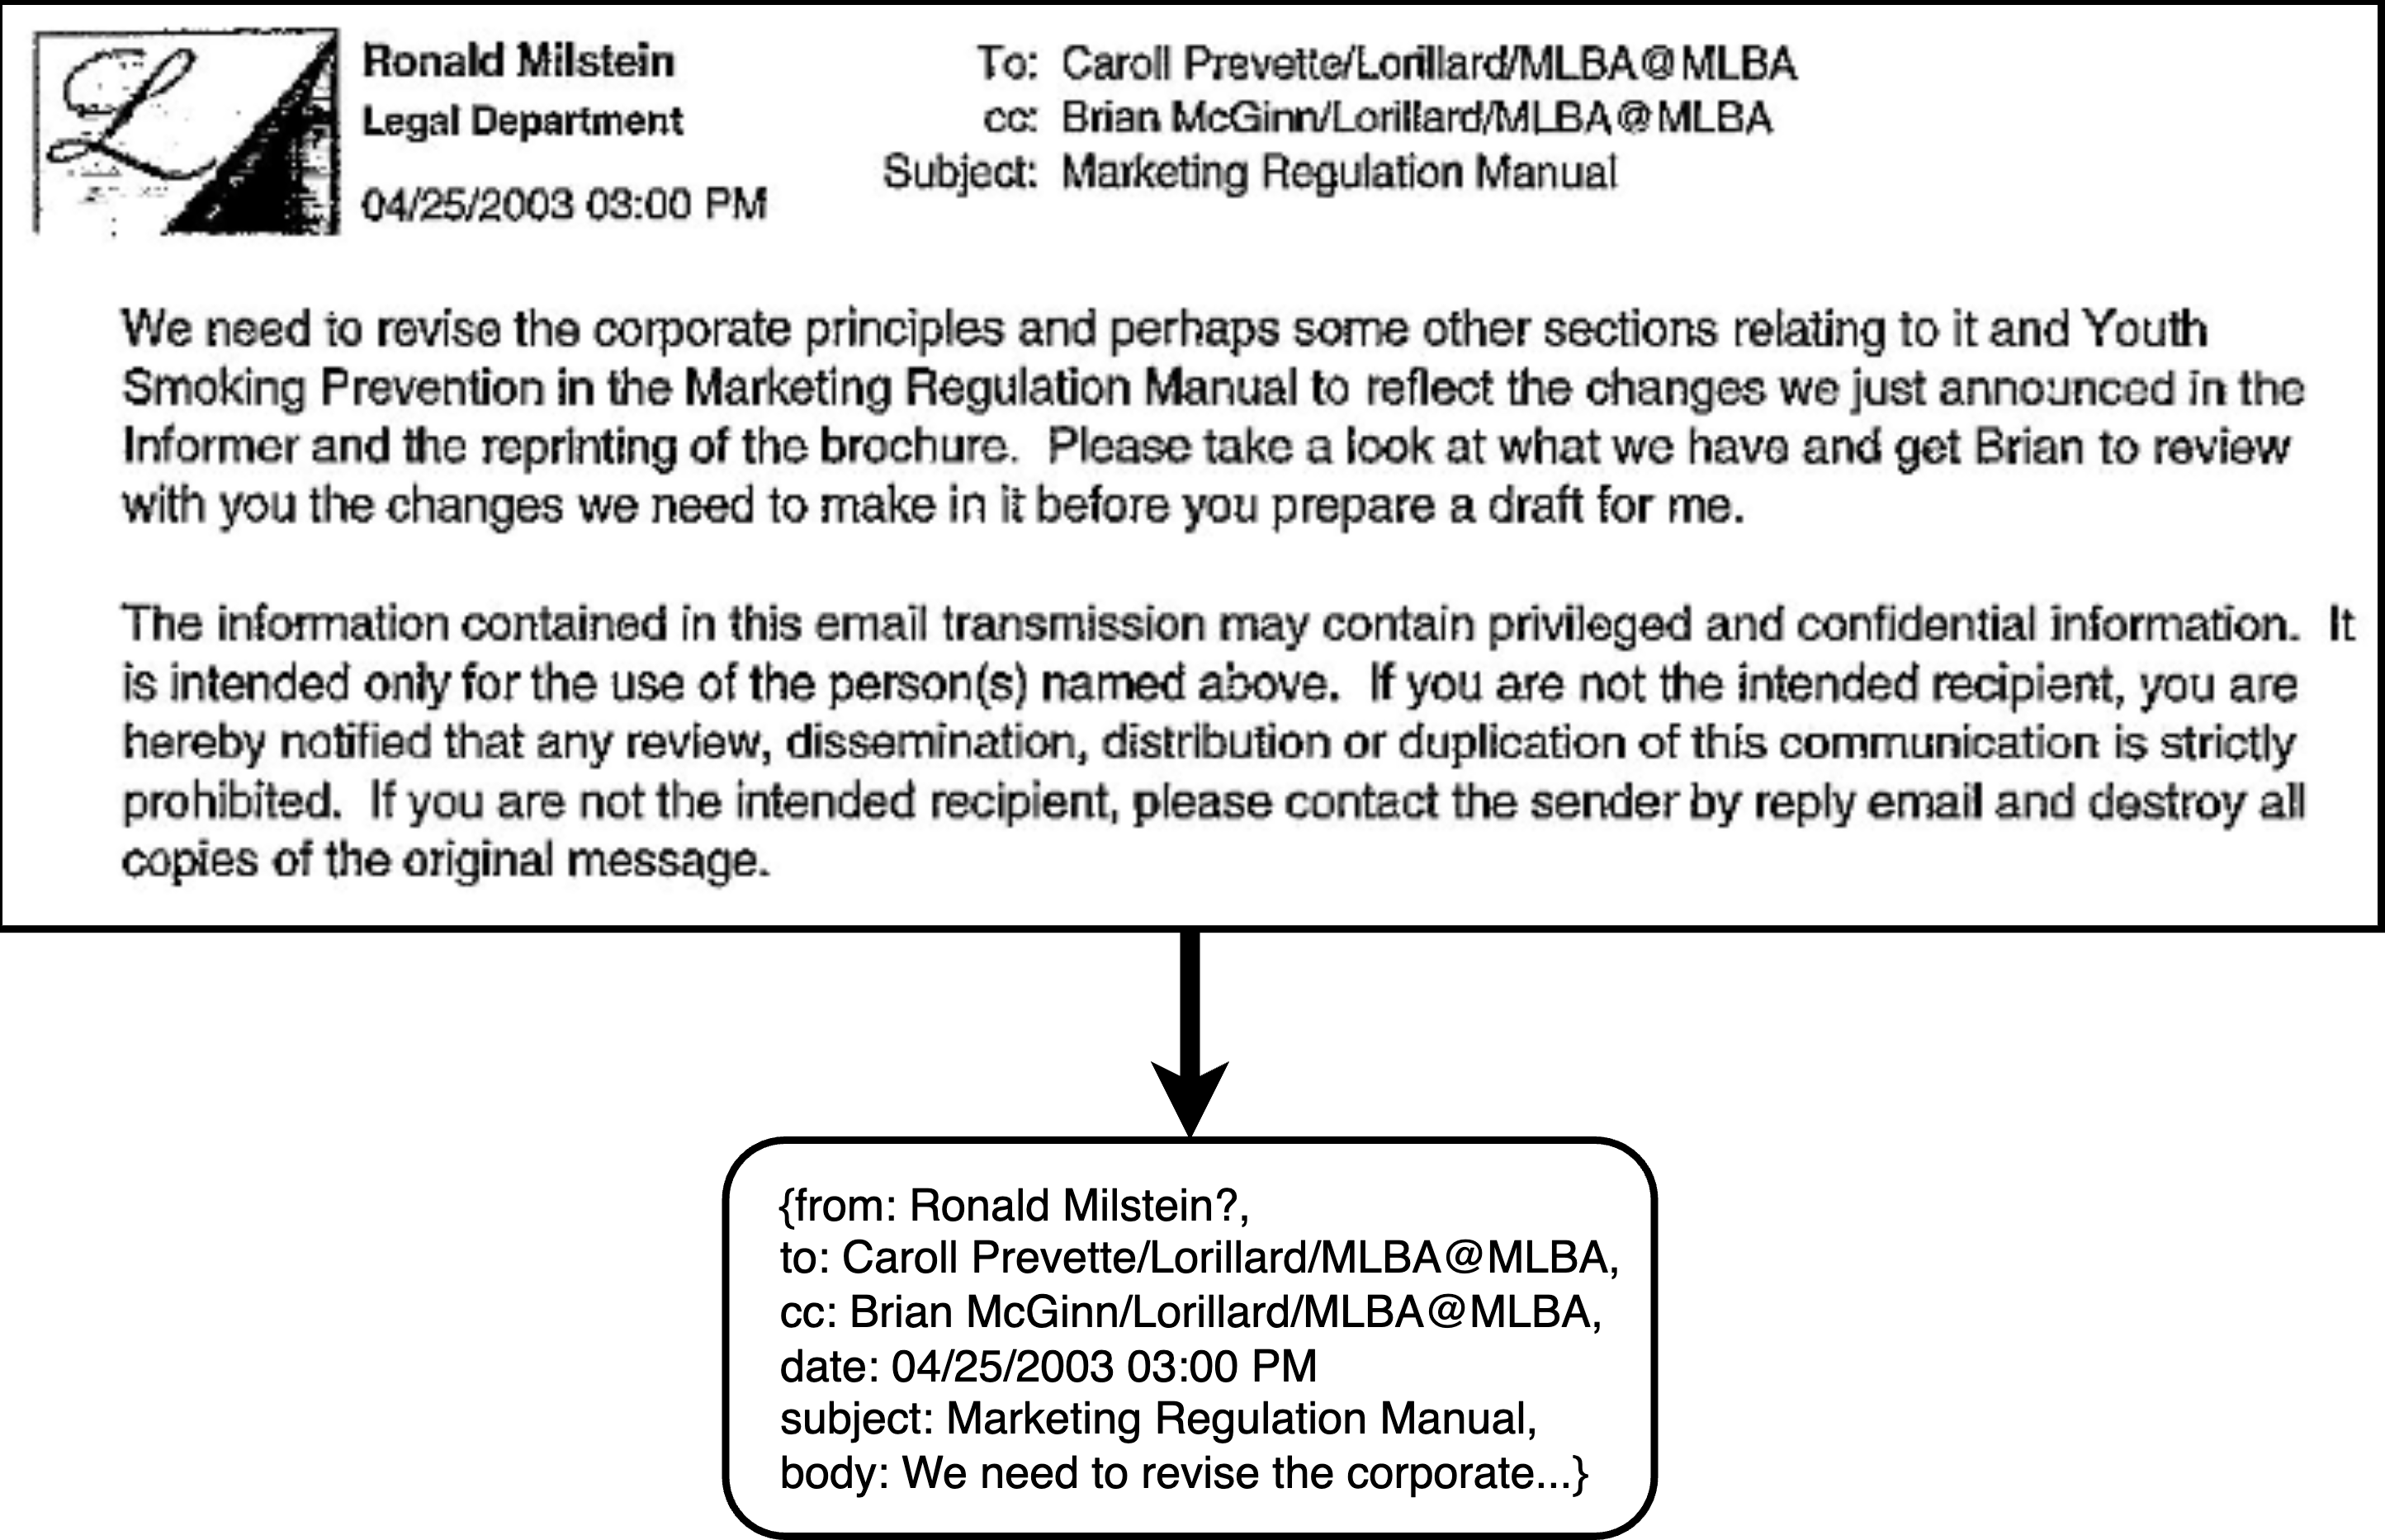 Ronald Milstein
Legal Department
04/25/2003 03:00 PM
To: Caroll Prevette/Lorillard/MLBA@MLBA
cc: Brian McGinn/Lorillard/MLBA@MLBA
Subject: Marketing Regulation Manual
We need to revise the corporate principles and perhaps some other sections relating to it and Youth
Smoking Prevention in the Marketing Regulation Manual to reflect the changes we just announced in the
Informer and the reprinting of the brochure. Please take a look at what we have and get Brian to review
with you the changes we need to make in it before you prepare a draft for me.
The information contained in this email transmission may contain privileged and confidential information. It
is intended only for the use of the person(s) named above. If you are not the intended recipient, you are
hereby notified that any review, dissemination, distribution or duplication of this communication is strictly
prohibited. If you are not the intended recipient, please contact the sender by reply email and destroy all
copies of the original message.
{from: Ronald Milstein?,
to: Caroll Prevette/Lorillard/MLBA@MLBA,
cc: Brian McGinn/Lorillard/MLBA@MLBA,
date: 04/25/2003 03:00 PM
subject: Marketing Regulation Manual,
body: We need to revise the corporate...}